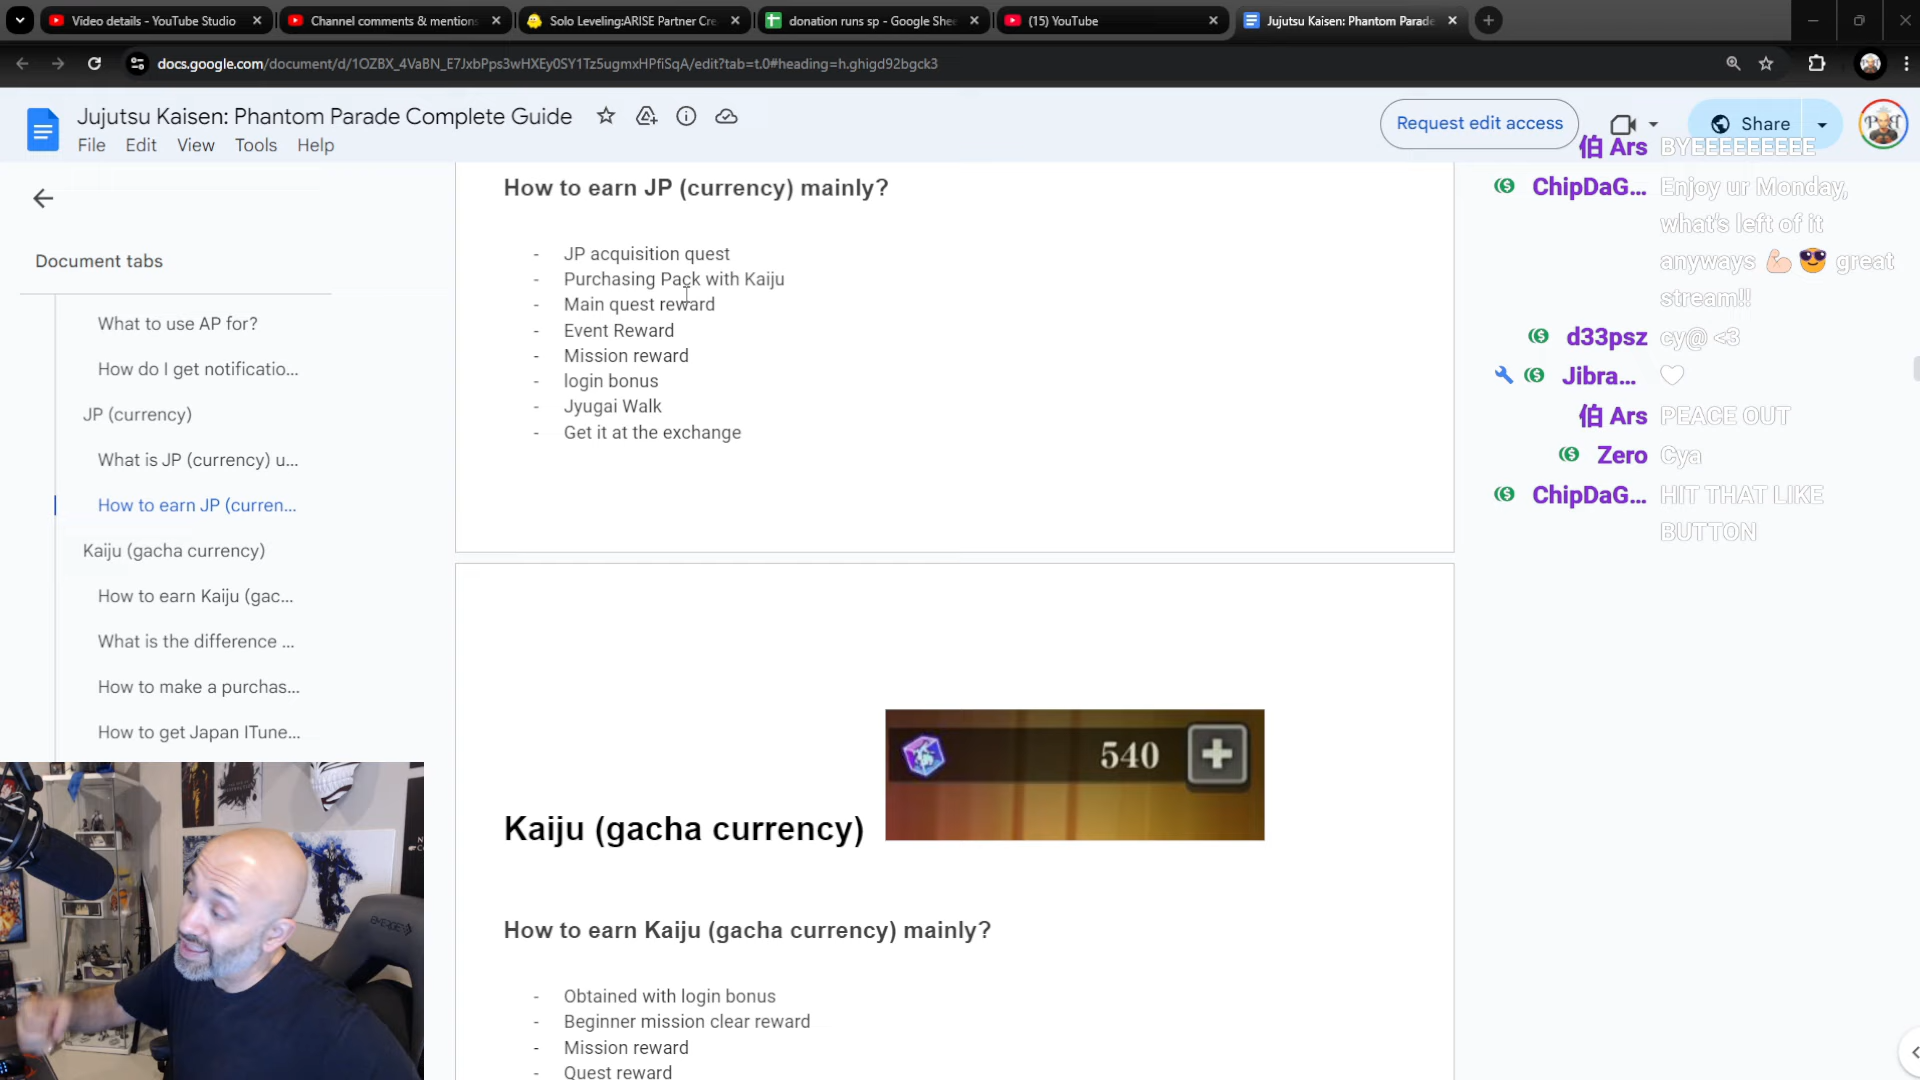 Video details - YouTube Studio
Channel comments & mentions
Solo Leveling:ARISE Partner Cre
donation runs sp - Google Shee
(15) YouTube
Jujutsu Kaisen: Phantom Parade
docs.google.com/document/d/1OZBX_4VaBN_E7JxbPps3wHXEy0SY1Tz5ugmxHPfiSqA/edit?tab=t.0#heading=h.ghigd92bgck3
Jujutsu Kaisen: Phantom Parade Complete Guide
File Edit View Tools Help
Request edit access
Share
Document tabs
What to use AP for?
How do I get notificatio...
JP (currency)
What is JP (currency) u...
How to earn JP (curren...
Kaiju (gacha currency)
How to earn Kaiju (gac...
What is the difference ...
How to make a purchas...
How to get Japan ITune...
How to earn JP (currency) mainly?
- JP acquisition quest
- Purchasing Pack with Kaiju
- Main quest reward
- Event Reward
- Mission reward
- login bonus
- Jyugai Walk
- Get it at the exchange
540
Kaiju (gacha currency)
How to earn Kaiju (gacha currency) mainly?
- Obtained with login bonus
- Beginner mission clear reward
- Mission reward
- Quest reward
伯 Ars BYEEEEEEEEE
ChipDaG... Enjoy ur Monday,
what's left of it
anyways 💪🏻 😎 great
stream!!
d33psz cy@ <3
Jibra... ♡
伯 Ars PEACE OUT
Zero Cya
ChipDaG... HIT THAT LIKE
BUTTON